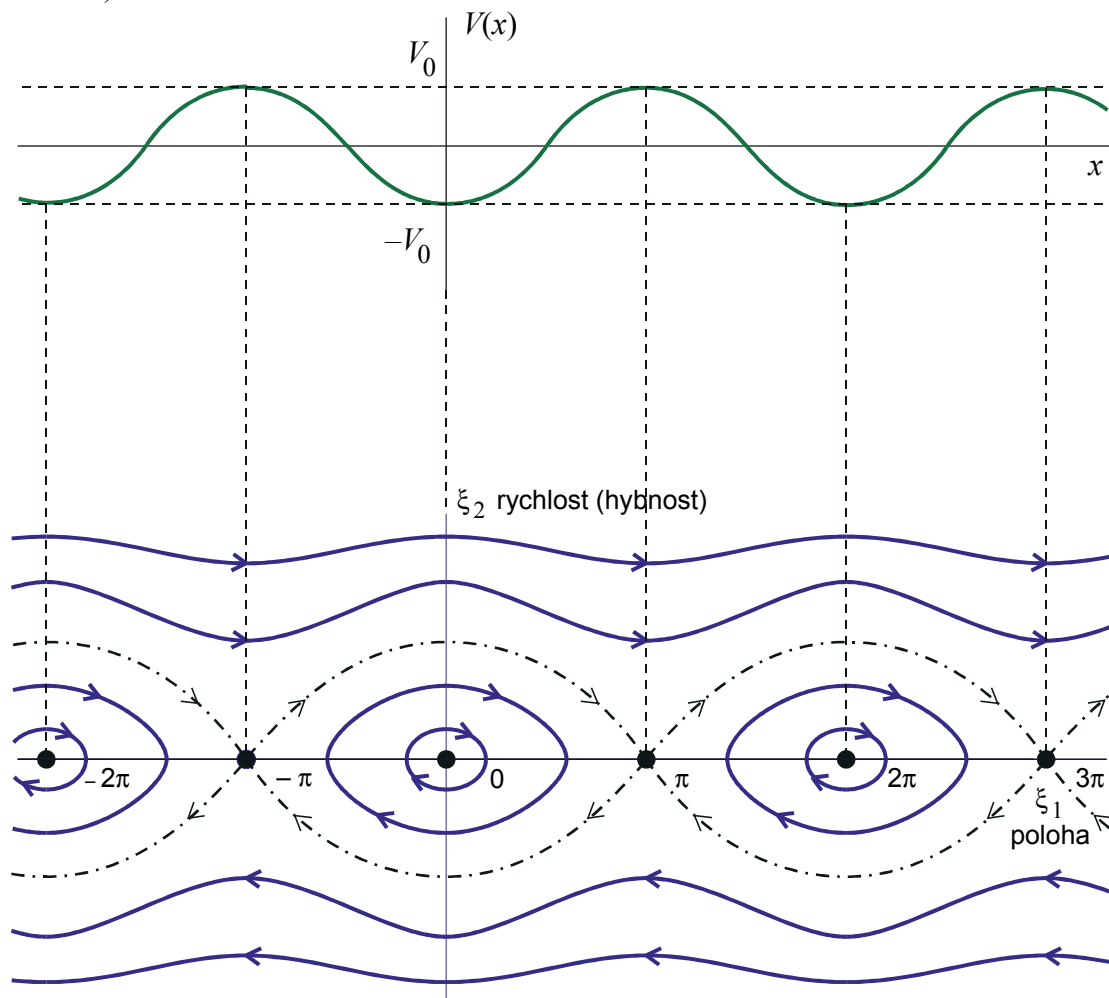 )
V(x)
V₀
x
–V₀
ξ₂ rychlost (hybnost)
– 2π
– π
0
π
2π
3π
ξ₁
poloha